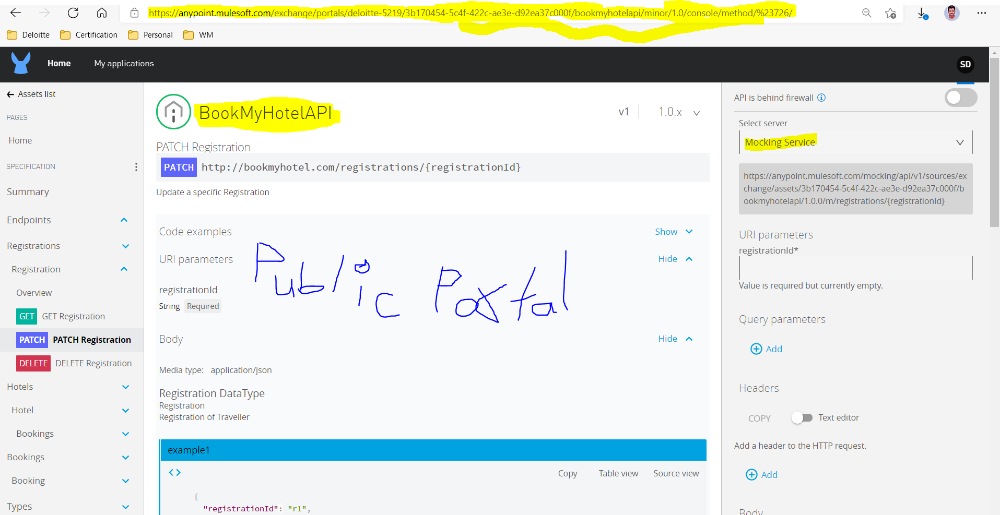 https://anypoint.mulesoft.com/exchange/portals/deloitte-5219/3b170454-5c4f-422c-ae3e-d92ea37c000f/bookmyhotelapi/minor/1.0/console/method/%23726/
Deloitte Certification Personal WM
Home My applications SD
Assets list
PAGES
Home
SPECIFICATION
Summary
Endpoints
Registrations
Registration
Overview
GET GET Registration
PATCH PATCH Registration
DELETE DELETE Registration
Hotels
Hotel
Bookings
Bookings
Booking
Types
BookMyHotelAPI v1 1.0.x
PATCH Registration
PATCH http://bookmyhotel.com/registrations/{registrationId}
Update a specific Registration
Code examples Show
URI parameters Hide
Public Portal
registrationId
String Required
Body Hide
Media type: application/json
Registration DataType
Registration
Registration of Traveller
example1
Copy Table view Source view
{
"registrationId": "r1",
API is behind firewall
Select server
Mocking Service
https://anypoint.mulesoft.com/mocking/api/v1/sources/ex
change/assets/3b170454-5c4f-422c-ae3e-d92ea37c000f/b
ookmyhotelapi/1.0.0/m/registrations/{registrationId}
URI parameters
registrationId*
Value is required but currently empty.
Query parameters
Add
Headers
COPY Text editor
Add a header to the HTTP request.
Add
Body